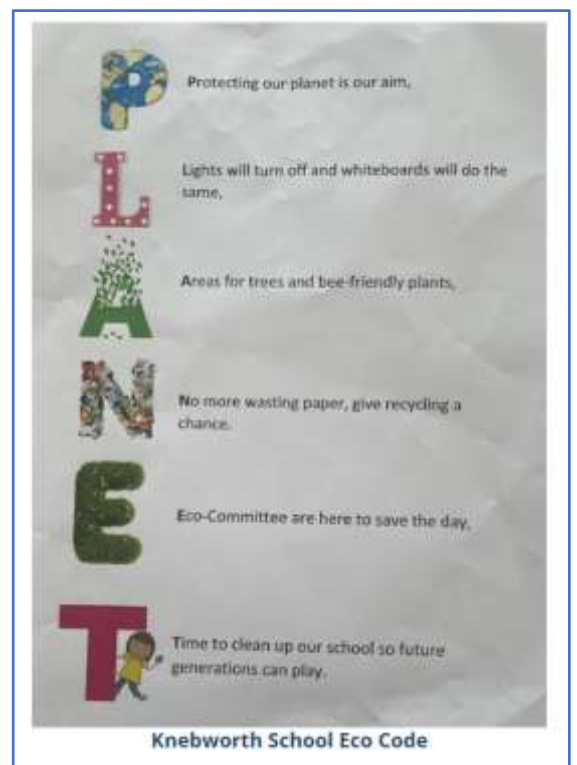 P
Protecting our planet is our aim,
L
Lights will turn off and whiteboards will do the
same,
A
Areas for trees and bee-friendly plants,
N
No more wasting paper, give recycling a
chance.
E
Eco-Committee are here to save the day,
T
Time to clean up our school so future
generations can play.
Knebworth School Eco Code